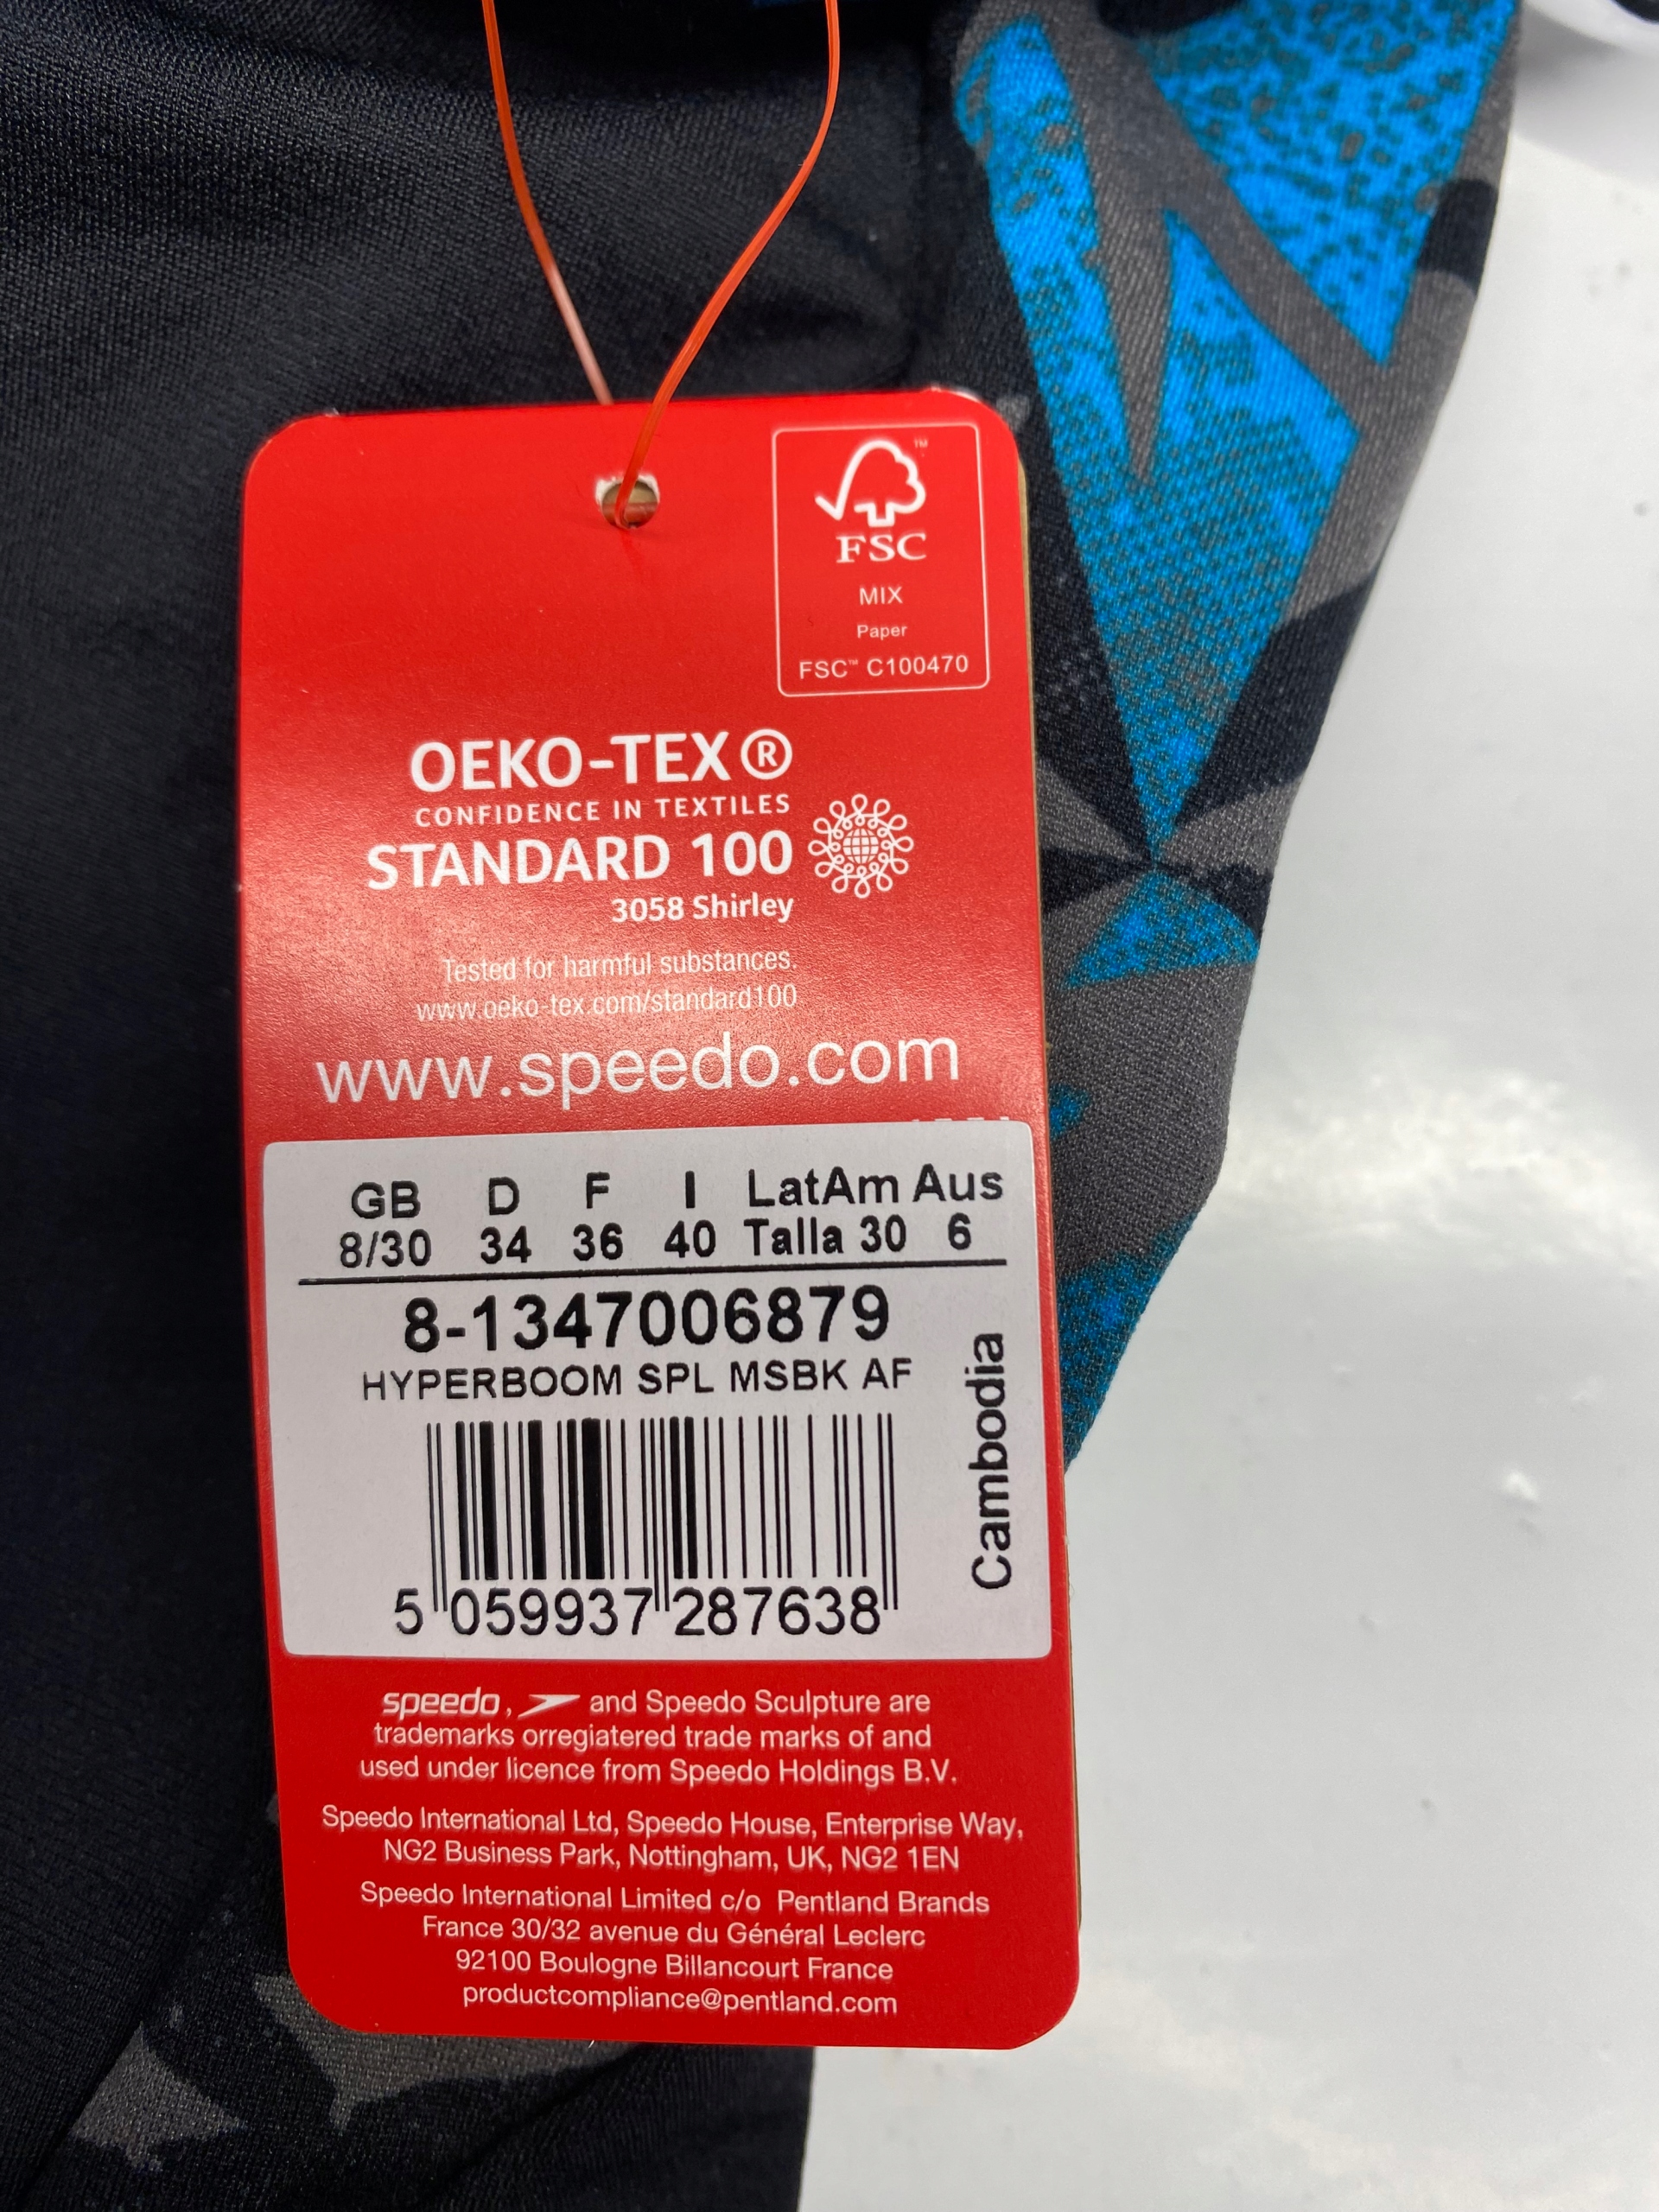 ™
FSC
MIX
Paper
FSC™ C100470
OEKO-TEX®
CONFIDENCE IN TEXTILES
STANDARD 100
3058 Shirley
Tested for harmful substances.
www.oeko-tex.com/standard100
www.speedo.com
GB D F I LatAm Aus
8/30 34 36 40 Talla 30 6
8-1347006879
HYPERBOOM SPL MSBK AF
Cambodia
5 059937 287638
speedo, and Speedo Sculpture are
trademarks orregiatered trade marks of and
used under licence from Speedo Holdings B.V.
Speedo International Ltd, Speedo House, Enterprise Way,
NG2 Business Park, Nottingham, UK, NG2 1EN
Speedo International Limited c/o Pentland Brands
France 30/32 avenue du Général Leclerc
92100 Boulogne Billancourt France
productcompliance@pentland.com